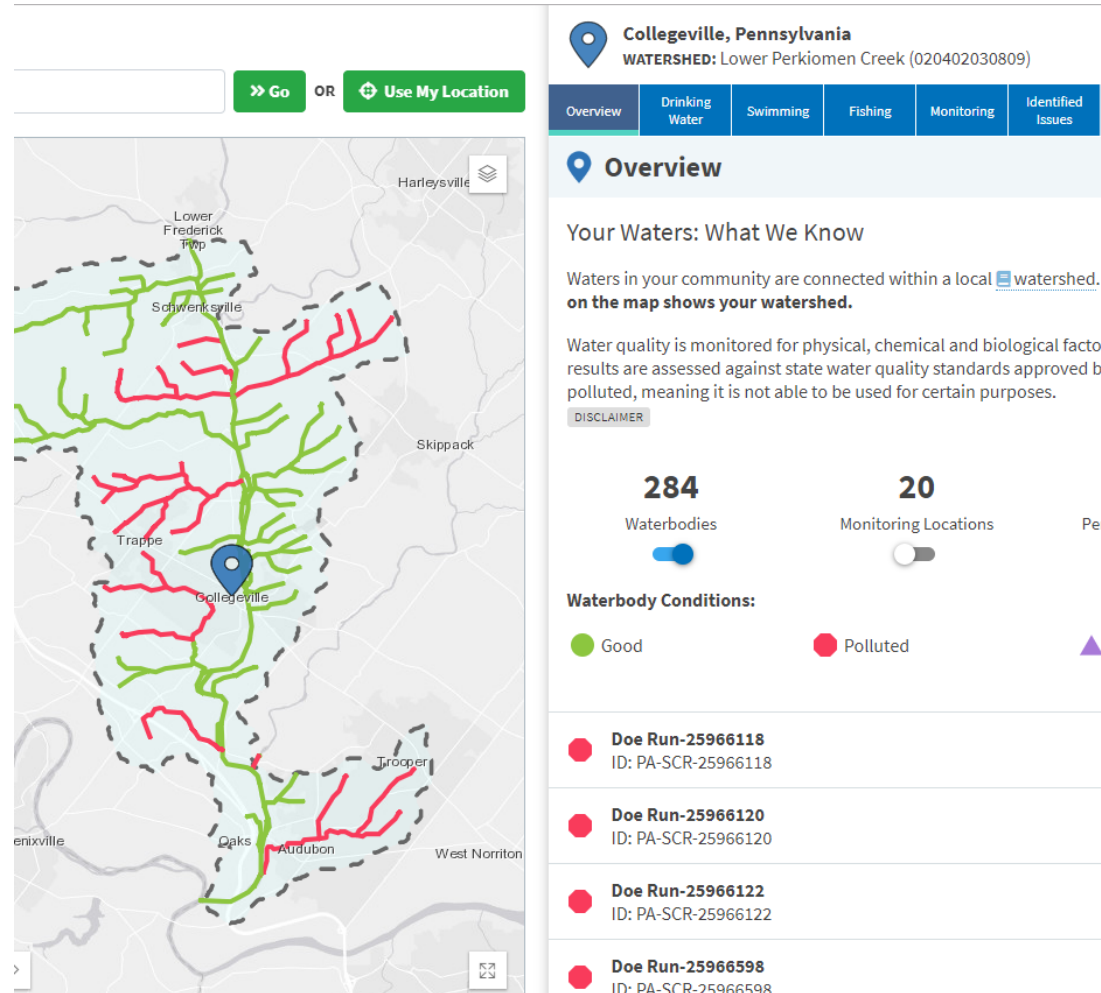 Collegeville, Pennsylvania
WATERSHED: Lower Perkiomen Creek (020402030809)
Go
OR
Use My Location
Overview
Drinking
Water
Swimming
Fishing
Monitoring
Identified
Issues
Overview
Your Waters: What We Know
Waters in your community are connected within a local watershed.
on the map shows your watershed.
Water quality is monitored for physical, chemical and biological facto
results are assessed against state water quality standards approved b
polluted, meaning it is not able to be used for certain purposes.
DISCLAIMER
284
Waterbodies
20
Monitoring Locations
Pe
Waterbody Conditions:
Good
Polluted
Doe Run-25966118
ID: PA-SCR-25966118
Doe Run-25966120
ID: PA-SCR-25966120
Doe Run-25966122
ID: PA-SCR-25966122
Doe Run-25966598
ID: PA-SCR-25966598
Harleysville
Lower
Frederick
Twp
Schwenksville
Skippack
Trappe
Collegeville
Trooper
enixville
Oaks
Audubon
West Norriton